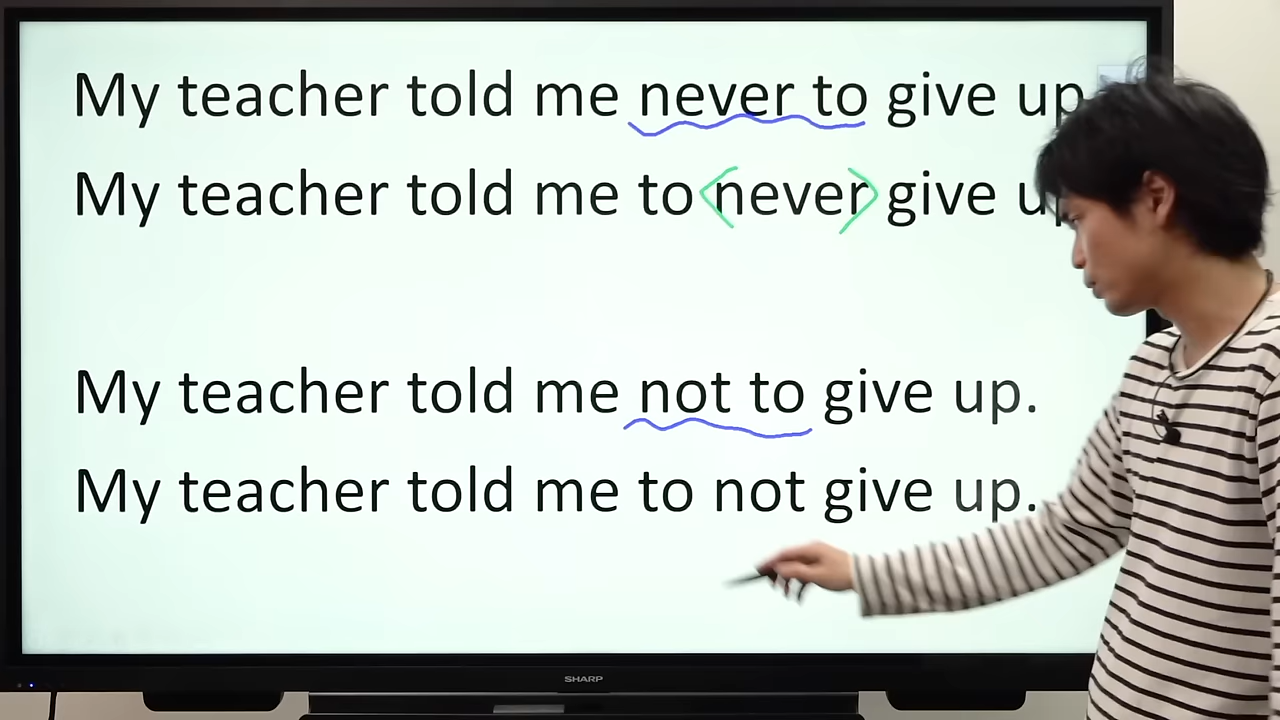 My teacher told me never to give up
My teacher told me to never give
My teacher told me not to give up.
My teacher told me to not give up.
SHARP